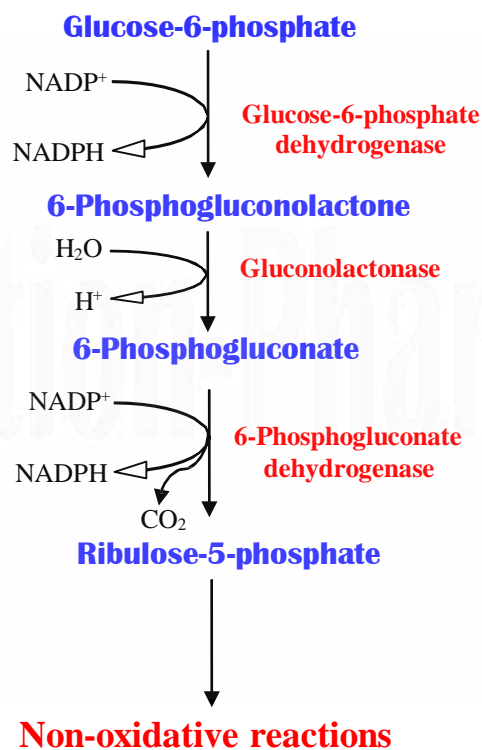 Glucose-6-phosphate
NADP⁺
Glucose-6-phosphate
dehydrogenase
NADPH
6-Phosphogluconolactone
H₂O
Gluconolactonase
H⁺
6-Phosphogluconate
NADP⁺
6-Phosphogluconate
dehydrogenase
NADPH
CO₂
Ribulose-5-phosphate
Non-oxidative reactions